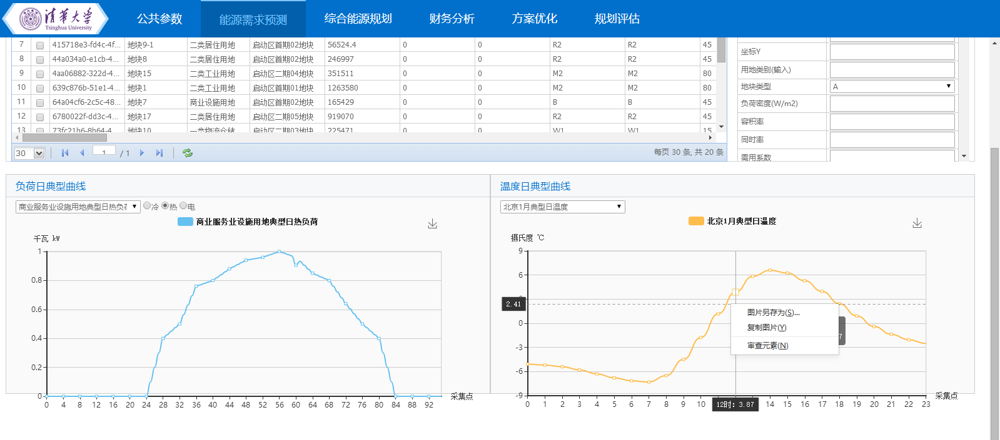 清华大学
Tsinghua University
公共参数 能源需求预测 综合能源规划 财务分析 方案优化 规划评估
7 415718e3-fd4c-4f... 地块9-1 二类居住用地 启动区首期02地块 56524.4 0 0 R2 R2 45
8 44a034a0-e1cb-4... 地块8 二类居住用地 启动区首期02地块 246997 0 0 R2 R2 45
9 4aa06882-322d-4... 地块15 二类工业用地 启动区二期04地块 351511 0 0 M2 M2 80
10 639c876b-51e1-4... 地块1 二类工业用地 启动区首期01地块 1263580 0 0 M2 M2 80
11 64a04cf6-2c5c-48... 地块7 商业设施用地 启动区首期02地块 165429 0 0 B B 45
12 6780022f-dd3c-4... 地块17 二类居住用地 启动区二期05地块 919070 0 0 R2 R2 45
13 73fc21b6-8b64-4... 地块10 一类物流仓储 启动区二期03地块 225471 0 0 W1 W1 15
30 1 / 1 每页 30 条, 共 20 条
坐标Y
用地类别(输入)
地块类型 A
负荷密度(W/m2)
容积率
同时率
需用系数
负荷日典型曲线
商业服务业设施用地典型日热负荷 冷 热 电
商业服务业设施用地典型日热负荷
千瓦 kW
1
0.8
0.6
0.4
0.2
0
0 4 8 12 16 20 24 28 32 36 40 44 48 52 56 60 64 68 72 76 80 84 88 92
采集点
温度日典型曲线
北京1月典型日温度
北京1月典型日温度
摄氏度 ℃
9
6
2.41
0
-3
-6
-9
图片另存为(S)...
复制图片(Y)
审查元素(N)
7
0 1 2 3 4 5 6 7 8 9 10 12时: 3.87 14 15 16 17 18 19 20 21 22 23
采集点